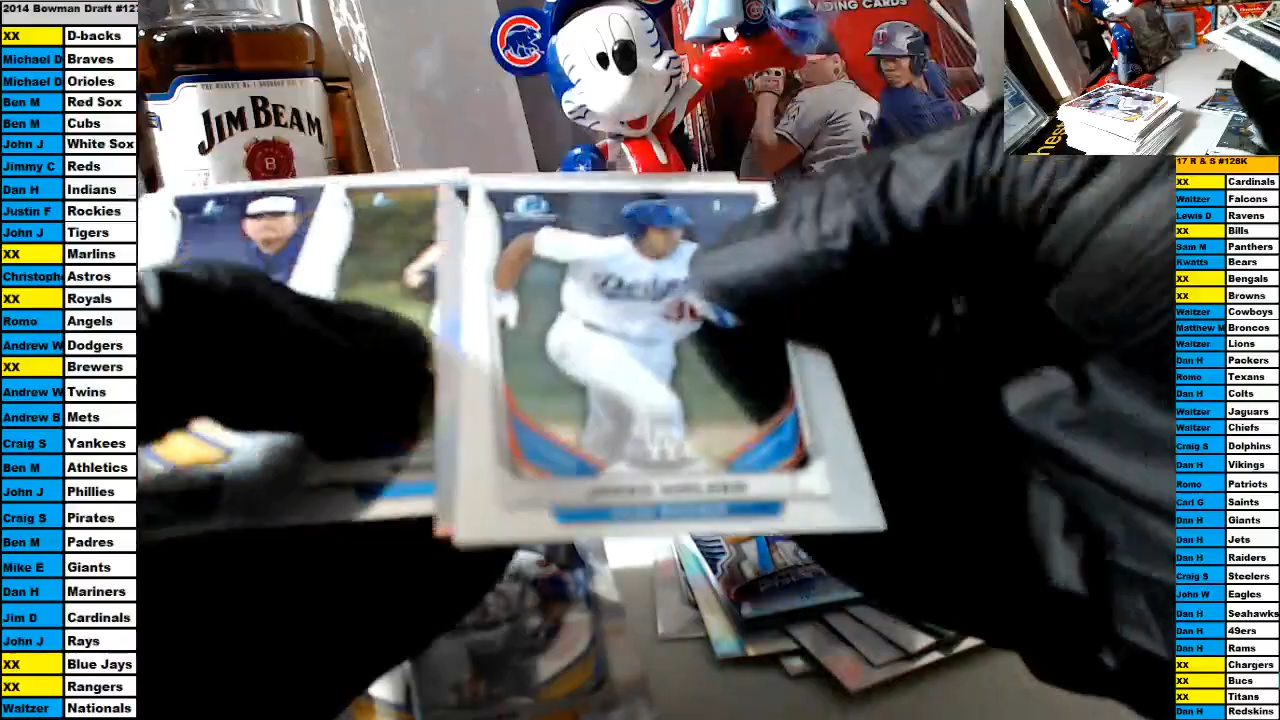 2014 Bowman Draft #127
XX D-backs
Michael D Braves
Michael D Orioles
Ben M Red Sox
Ben M Cubs
John J White Sox
Jimmy C Reds
Dan H Indians
Justin F Rockies
John J Tigers
XX Marlins
Christoph Astros
XX Royals
Romo Angels
Andrew W Dodgers
XX Brewers
Andrew W Twins
Andrew B Mets
Craig S Yankees
Ben M Athletics
John J Phillies
Craig S Pirates
Ben M Padres
Mike E Giants
Dan H Mariners
Jim D Cardinals
John J Rays
XX Blue Jays
XX Rangers
Waltzer Nationals
JIM BEAM
B
CUBS
ADING CARDS
Dodgers
17 R & S #128K
XX Cardinals
Waltzer Falcons
Lewis D Ravens
XX Bills
Sam M Panthers
Kwatts Bears
XX Bengals
XX Browns
Waltzer Cowboys
Matthew M Broncos
Waltzer Lions
Dan H Packers
Romo Texans
Dan H Colts
Waltzer Jaguars
Waltzer Chiefs
Craig S Dolphins
Dan H Vikings
Romo Patriots
Carl G Saints
Dan H Giants
Dan H Jets
Dan H Raiders
Craig S Steelers
John W Eagles
Dan H Seahawks
Dan H 49ers
Dan H Rams
XX Chargers
XX Bucs
XX Titans
Dan H Redskins